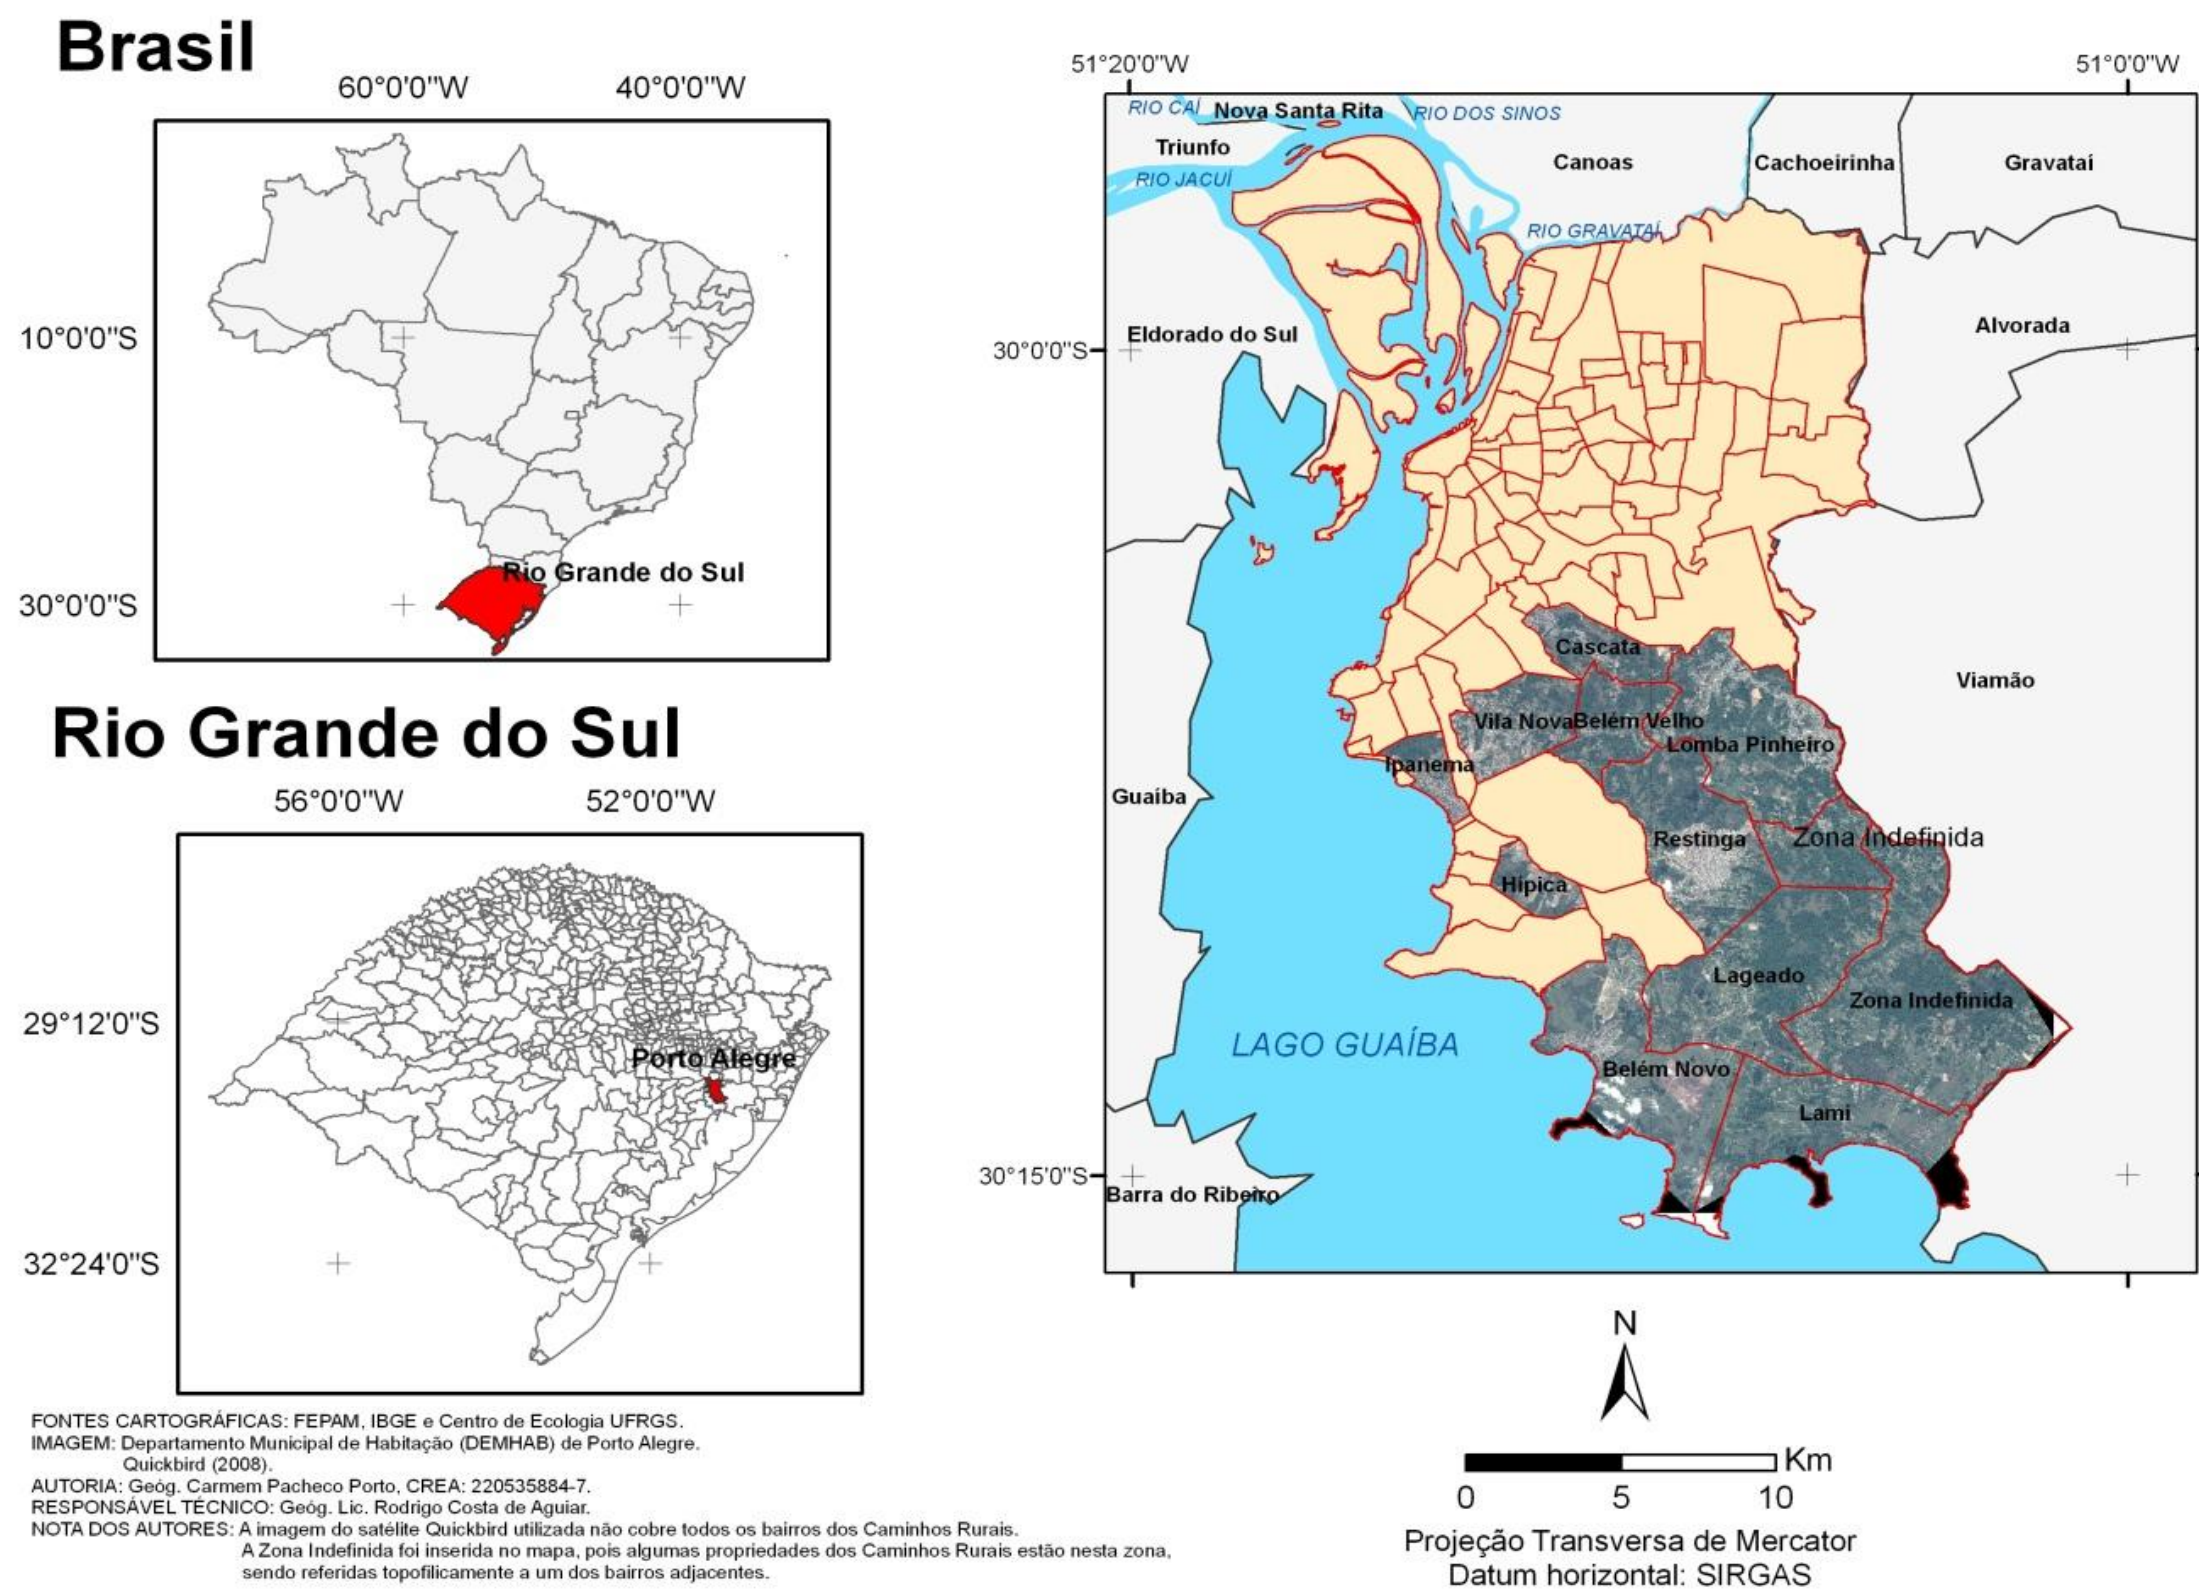 Brasil
60°0'0"W
40°0'0"W
10°0'0"S
30°0'0"S
Rio Grande do Sul
Rio Grande do Sul
56°0'0"W
52°0'0"W
29°12'0"S
32°24'0"S
Porto Alegre
51°20'0"W
51°0'0"W
RIO CAÍ
Nova Santa Rita
RIO DOS SINOS
Triunfo
Canoas
Cachoeirinha
Gravataí
RIO JACUÍ
RIO GRAVATAÍ
Eldorado do Sul
Alvorada
30°0'0"S
Cascata
Viamão
Vila Nova
Belém Velho
Lomba Pinheiro
Ipanema
Guaíba
Restinga
Zona Indefinida
Hípica
Lageado
Zona Indefinida
LAGO GUAÍBA
Belém Novo
Lami
30°15'0"S
Barra do Ribeiro
N
Km
0 5 10
Projeção Transversa de Mercator
Datum horizontal: SIRGAS
FONTES CARTOGRÁFICAS: FEPAM, IBGE e Centro de Ecologia UFRGS.
IMAGEM: Departamento Municipal de Habitação (DEMHAB) de Porto Alegre.
Quickbird (2008).
AUTORIA: Geóg. Carmem Pacheco Porto, CREA: 220535884-7.
RESPONSÁVEL TÉCNICO: Geóg. Lic. Rodrigo Costa de Aguiar.
NOTA DOS AUTORES: A imagem do satélite Quickbird utilizada não cobre todos os bairros dos Caminhos Rurais.
A Zona Indefinida foi inserida no mapa, pois algumas propriedades dos Caminhos Rurais estão nesta zona,
sendo referidas topofilicamente a um dos bairros adjacentes.